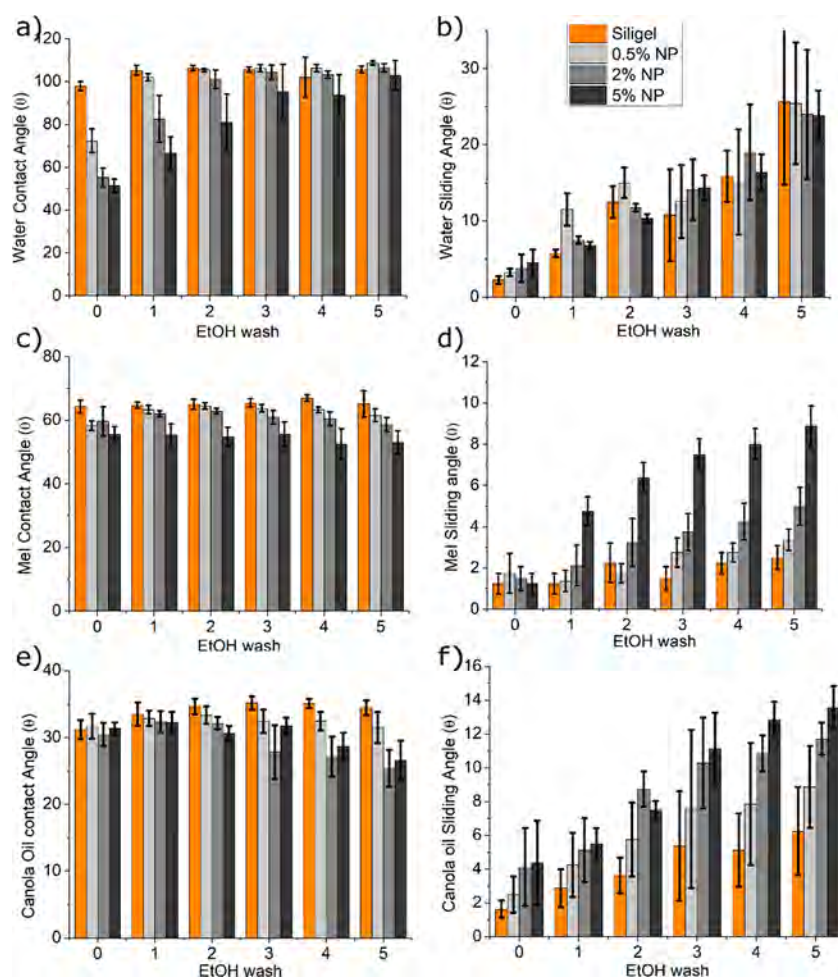 a)
120
100
80
60
40
20
0
Water Contact Angle (θ)
0 1 2 3 4 5
EtOH wash
b)
Siligel
0.5% NP
2% NP
5% NP
30
20
10
0
Water Sliding Angle (θ)
0 1 2 3 4 5
EtOH wash
c)
80
60
40
20
0
MeI Contact Angle (θ)
0 1 2 3 4 5
EtOH wash
d)
12
10
8
6
4
2
0
MeI Sliding angle (θ)
0 1 2 3 4 5
EtOH wash
e)
40
30
20
10
0
Canola Oil contact Angle (θ)
0 1 2 3 4 5
EtOH wash
f)
16
14
12
10
8
6
4
2
0
Canola oil Sliding Angle (θ)
0 1 2 3 4 5
EtOH wash